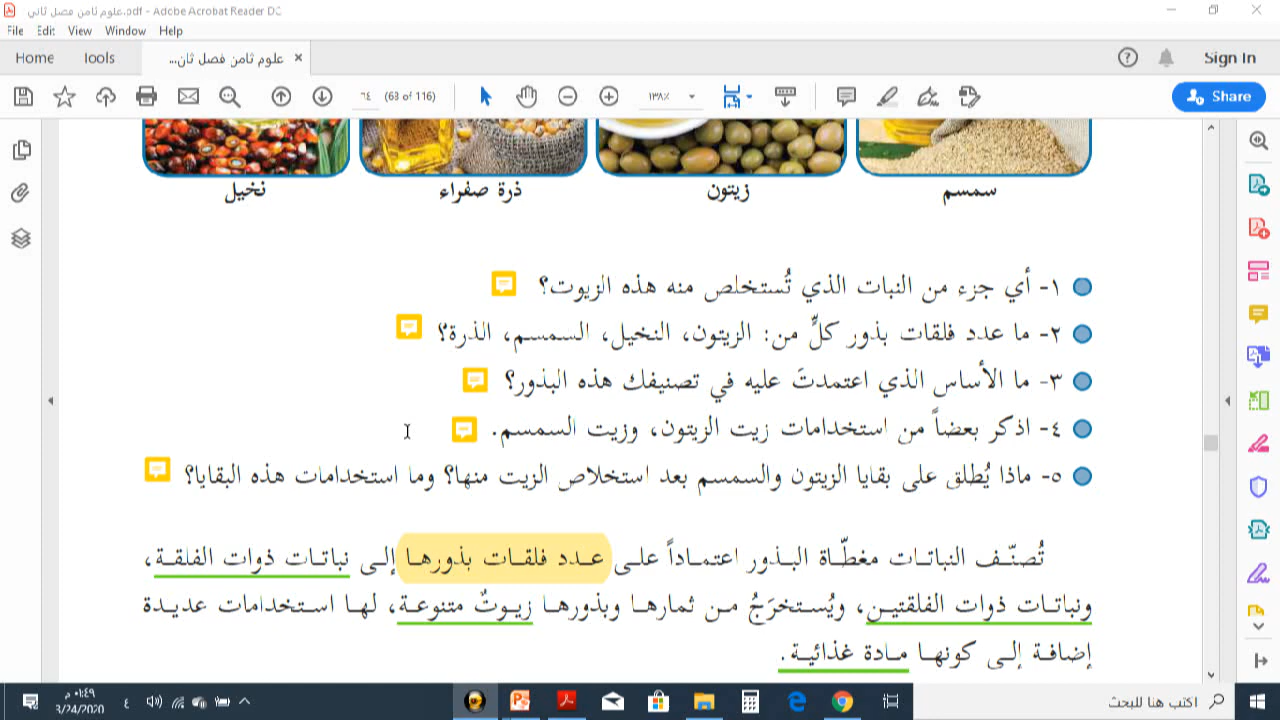 علوم ثامن فصل ثاني.pdf - Adobe Acrobat Reader DC
File Edit View Window Help
Home Tools علوم ثامن فصل ثان... × Sign In
٦٤ (63 of 116) ١٣٨٪ Share
سمسم زيتون ذرة صفراء نخيل
١- أي جزء من النبات الذي تُستخلص منه هذه الزيوت؟
٢- ما عدد فلقات بذور كلٍّ من: الزيتون، النخيل، السمسم، الذرة؟
٣- ما الأساس الذي اعتمدتَ عليه في تصنيفك هذه البذور؟
٤- اذكر بعضاً من استخدامات زيت الزيتون، وزيت السمسم.
٥- ماذا يُطلق على بقايا الزيتون والسمسم بعد استخلاص الزيت منها؟ وما استخدامات هذه البقايا؟
تُصنّف النباتات مغطّاة البذور اعتماداً على عدد فلقات بذورها إلى نباتات ذوات الفلقة،
ونباتات ذوات الفلقتين، ويُستخرَجُ من ثمارها وبذورها زيوتٌ متنوعة، لها استخدامات عديدة
إضافة إلى كونها مادة غذائية.
اكتب هنا للبحث
٠١:٤٩ م
3/24/2020
ع